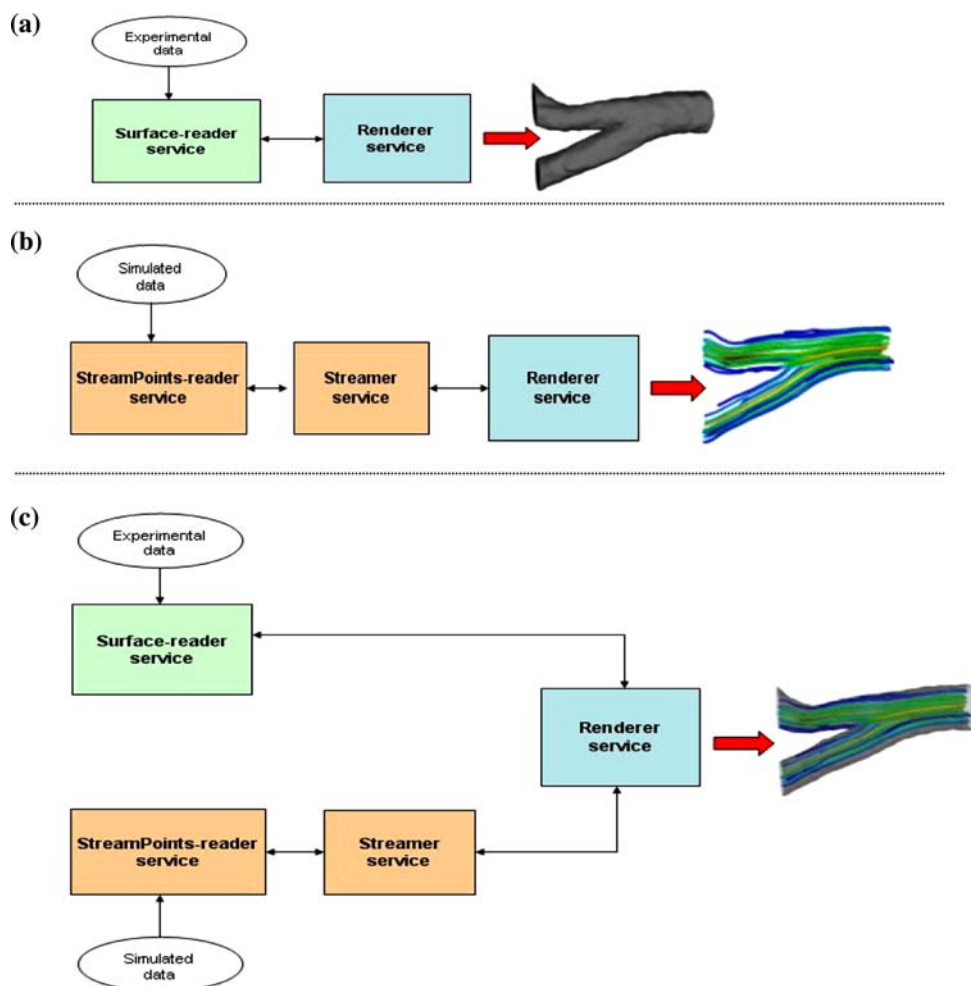 (a)
Experimental
data
Surface-reader
service
Renderer
service
(b)
Simulated
data
StreamPoints-reader
service
Streamer
service
Renderer
service
(c)
Experimental
data
Surface-reader
service
Renderer
service
StreamPoints-reader
service
Streamer
service
Simulated
data